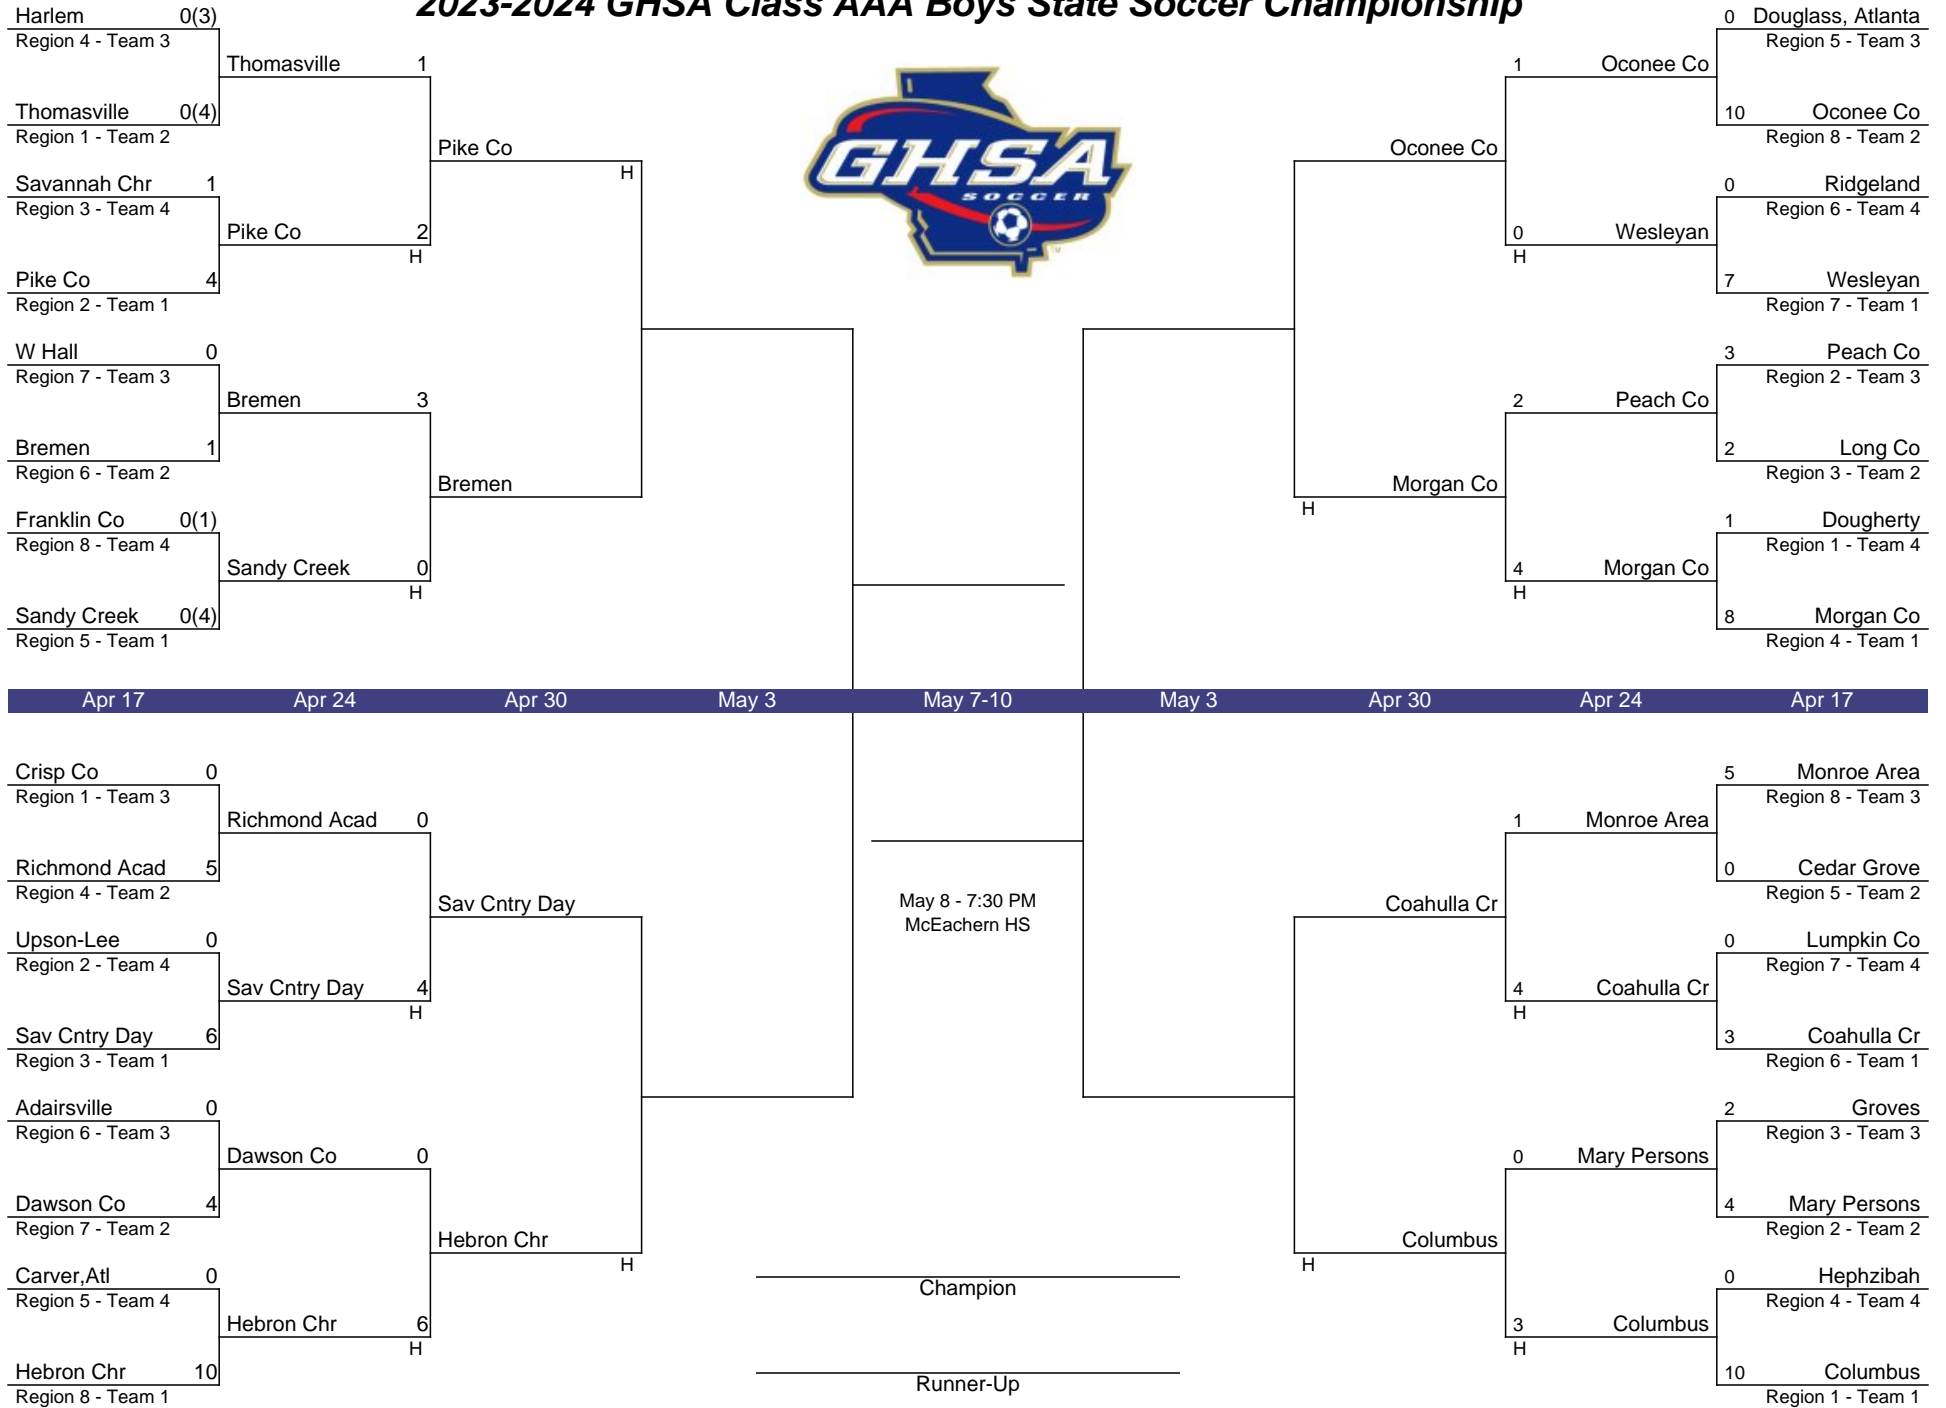 2023-2024 GHSA Class AAA Boys State Soccer Championship
GHSA
SOCCER
TM
Harlem 0(3)
Region 4 - Team 3
Thomasville 0(4)
Region 1 - Team 2
Savannah Chr 1
Region 3 - Team 4
Pike Co 4
Region 2 - Team 1
W Hall 0
Region 7 - Team 3
Bremen 1
Region 6 - Team 2
Franklin Co 0(1)
Region 8 - Team 4
Sandy Creek 0(4)
Region 5 - Team 1
Thomasville 1
Pike Co 2
H
Bremen 3
Sandy Creek 0
H
Pike Co
H
Bremen
0 Douglass, Atlanta
Region 5 - Team 3
10 Oconee Co
Region 8 - Team 2
0 Ridgeland
Region 6 - Team 4
7 Wesleyan
Region 7 - Team 1
3 Peach Co
Region 2 - Team 3
2 Long Co
Region 3 - Team 2
1 Dougherty
Region 1 - Team 4
8 Morgan Co
Region 4 - Team 1
1 Oconee Co
0 Wesleyan
H
2 Peach Co
4 Morgan Co
H
Oconee Co
Morgan Co
H
Apr 17 Apr 24 Apr 30 May 3 May 7-10 May 3 Apr 30 Apr 24 Apr 17
Crisp Co 0
Region 1 - Team 3
Richmond Acad 5
Region 4 - Team 2
Upson-Lee 0
Region 2 - Team 4
Sav Cntry Day 6
Region 3 - Team 1
Adairsville 0
Region 6 - Team 3
Dawson Co 4
Region 7 - Team 2
Carver,Atl 0
Region 5 - Team 4
Hebron Chr 10
Region 8 - Team 1
Richmond Acad 0
Sav Cntry Day 4
H
Dawson Co 0
Hebron Chr 6
H
Sav Cntry Day
Hebron Chr
H
May 8 - 7:30 PM
McEachern HS
Champion
Runner-Up
5 Monroe Area
Region 8 - Team 3
0 Cedar Grove
Region 5 - Team 2
0 Lumpkin Co
Region 7 - Team 4
3 Coahulla Cr
Region 6 - Team 1
2 Groves
Region 3 - Team 3
4 Mary Persons
Region 2 - Team 2
0 Hephzibah
Region 4 - Team 4
10 Columbus
Region 1 - Team 1
1 Monroe Area
4 Coahulla Cr
H
0 Mary Persons
3 Columbus
H
Coahulla Cr
Columbus
H